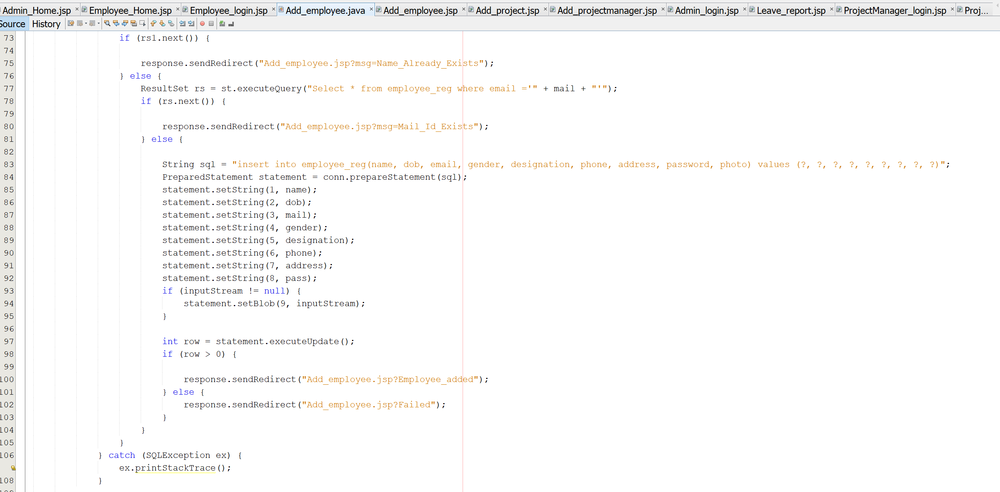 Admin_Home.jsp × Employee_Home.jsp × Employee_login.jsp × Add_employee.java × Add_employee.jsp × Add_project.jsp × Add_projectmanager.jsp × Admin_login.jsp × Leave_report.jsp × ProjectManager_login.jsp × Proj...
Source History
73 if (rs1.next()) {
74
75 response.sendRedirect("Add_employee.jsp?msg=Name_Already_Exists");
76 } else {
77 ResultSet rs = st.executeQuery("Select * from employee_reg where email ='" + mail + "'");
78 if (rs.next()) {
79
80 response.sendRedirect("Add_employee.jsp?msg=Mail_Id_Exists");
81 } else {
82
83 String sql = "insert into employee_reg(name, dob, email, gender, designation, phone, address, password, photo) values (?, ?, ?, ?, ?, ?, ?, ?, ?)";
84 PreparedStatement statement = conn.prepareStatement(sql);
85 statement.setString(1, name);
86 statement.setString(2, dob);
87 statement.setString(3, mail);
88 statement.setString(4, gender);
89 statement.setString(5, designation);
90 statement.setString(6, phone);
91 statement.setString(7, address);
92 statement.setString(8, pass);
93 if (inputStream != null) {
94 statement.setBlob(9, inputStream);
95 }
96
97 int row = statement.executeUpdate();
98 if (row > 0) {
99
100 response.sendRedirect("Add_employee.jsp?Employee_added");
101 } else {
102 response.sendRedirect("Add_employee.jsp?Failed");
103 }
104 }
105 }
106 } catch (SQLException ex) {
ex.printStackTrace();
108 }